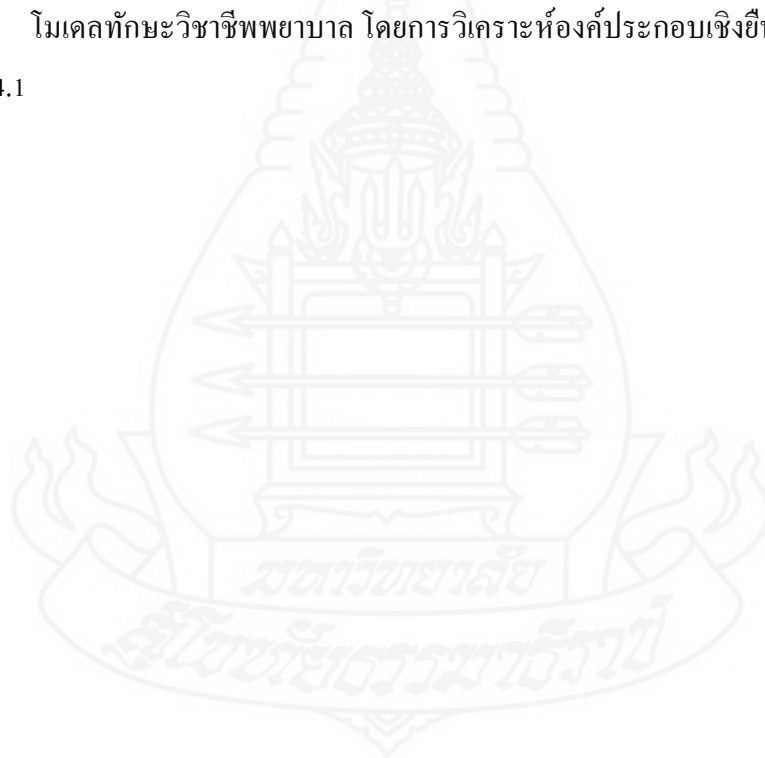 โมเดลทักษะวิชาชีพพยาบาล โดยการวิเคราะห์องค์ประกอบเชิงยืน
4.1
มหาวิทยาลัย
สุโขทัยธรรมาธิราช